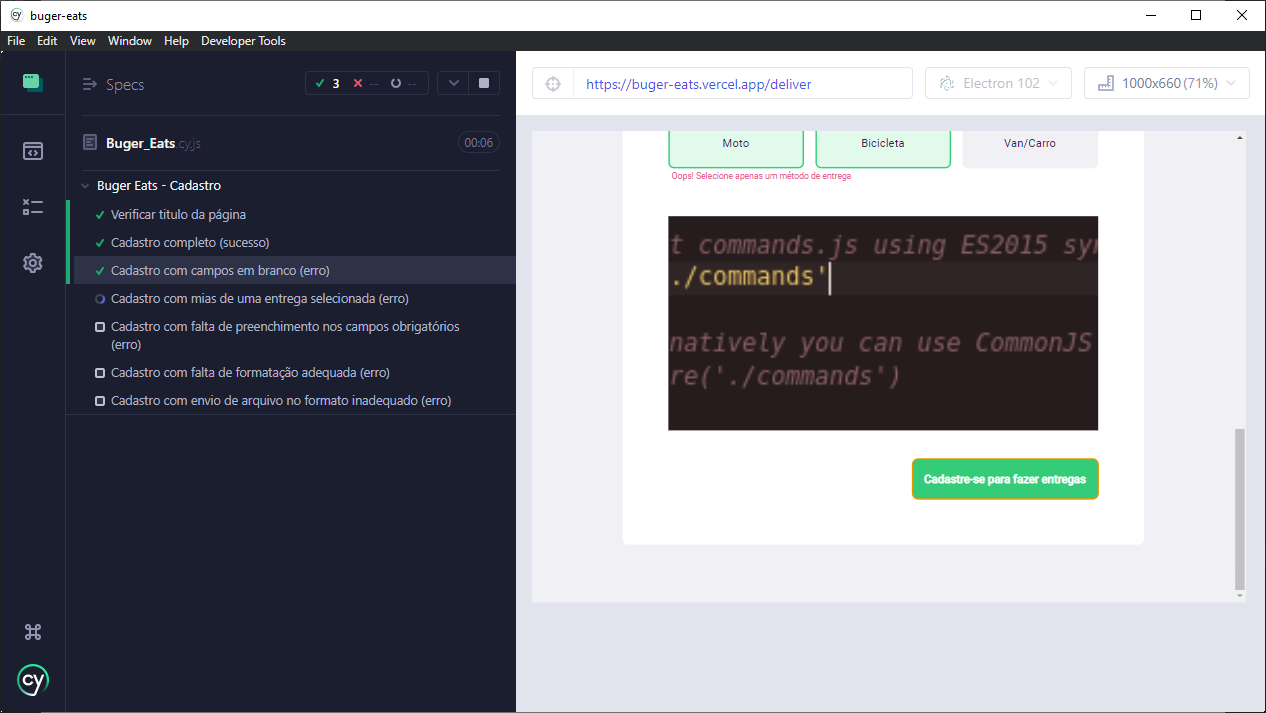 buger-eats
File Edit View Window Help Developer Tools
Specs
3 -- --
Buger_Eats.cy.js
00:06
Buger Eats - Cadastro
Verificar titulo da página
Cadastro completo (sucesso)
Cadastro com campos em branco (erro)
Cadastro com mias de uma entrega selecionada (erro)
Cadastro com falta de preenchimento nos campos obrigatórios
(erro)
Cadastro com falta de formatação adequada (erro)
Cadastro com envio de arquivo no formato inadequado (erro)
cy
https://buger-eats.vercel.app/deliver
Electron 102
1000x660 (71%)
Moto
Bicicleta
Van/Carro
Oops! Selecione apenas um método de entrega
t commands.js using ES2015 syn
./commands'
natively you can use CommonJS
re('./commands')
Cadastre-se para fazer entregas